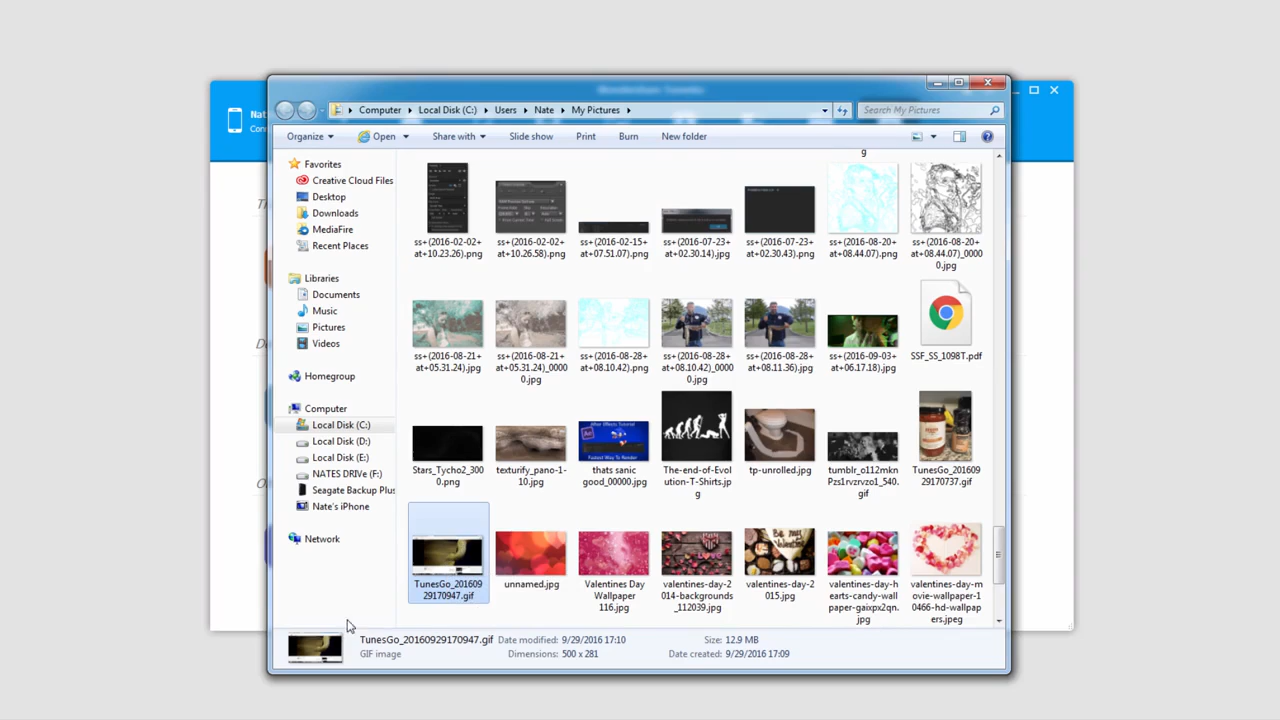 Nat
Con
Computer Local Disk (C:) Users Nate My Pictures
Search My Pictures
Organize Open Share with Slide show Print Burn New folder
g
Favorites
Creative Cloud Files
Desktop
Downloads
MediaFire
Recent Places
Libraries
Documents
Music
Pictures
Videos
Homegroup
Computer
Local Disk (C:)
Local Disk (D:)
Local Disk (E:)
NATES DRIVe (F:)
Seagate Backup Plus
Nate's iPhone
Network
ss+(2016-02-02+
at+10.23.26).png
ss+(2016-02-02+
at+10.26.58).png
ss+(2016-02-15+
at+07.51.07).png
ss+(2016-07-23+
at+02.30.14).jpg
ss+(2016-07-23+
at+02.30.43).png
ss+(2016-08-20+
at+08.44.07).png
ss+(2016-08-20+
at+08.44.07)_0000
0.jpg
ss+(2016-08-21+
at+05.31.24).jpg
ss+(2016-08-21+
at+05.31.24)_0000
0.jpg
ss+(2016-08-28+
at+08.10.42).png
ss+(2016-08-28+
at+08.10.42)_0000
0.jpg
ss+(2016-08-28+
at+08.11.36).jpg
ss+(2016-09-03+
at+06.17.18).jpg
SSF_SS_1098T.pdf
Stars_Tycho2_300
0.png
texturify_pano-1-
10.jpg
After Effects Tutorial
Fastest Way To Render
thats sanic
good_00000.jpg
The-end-of-Evol
ution-T-Shirts.jp
g
tp-unrolled.jpg
tumblr_o112mkn
Pzs1rvzrvzo1_540.
gif
TunesGo_201609
29170737.gif
TunesGo_201609
29170947.gif
unnamed.jpg
Valentines Day
Wallpaper
116.jpg
valentines-day-2
014-backgrounds
_112039.jpg
valentines-day-2
015.jpg
valentines-day-h
earts-candy-wall
paper-gaixpx2qn.
jpg
valentines-day-m
ovie-wallpaper-1
0466-hd-wallpap
ers.jpeg
TunesGo_20160929170947.gif Date modified: 9/29/2016 17:10 Size: 12.9 MB
GIF image Dimensions: 500 x 281 Date created: 9/29/2016 17:09